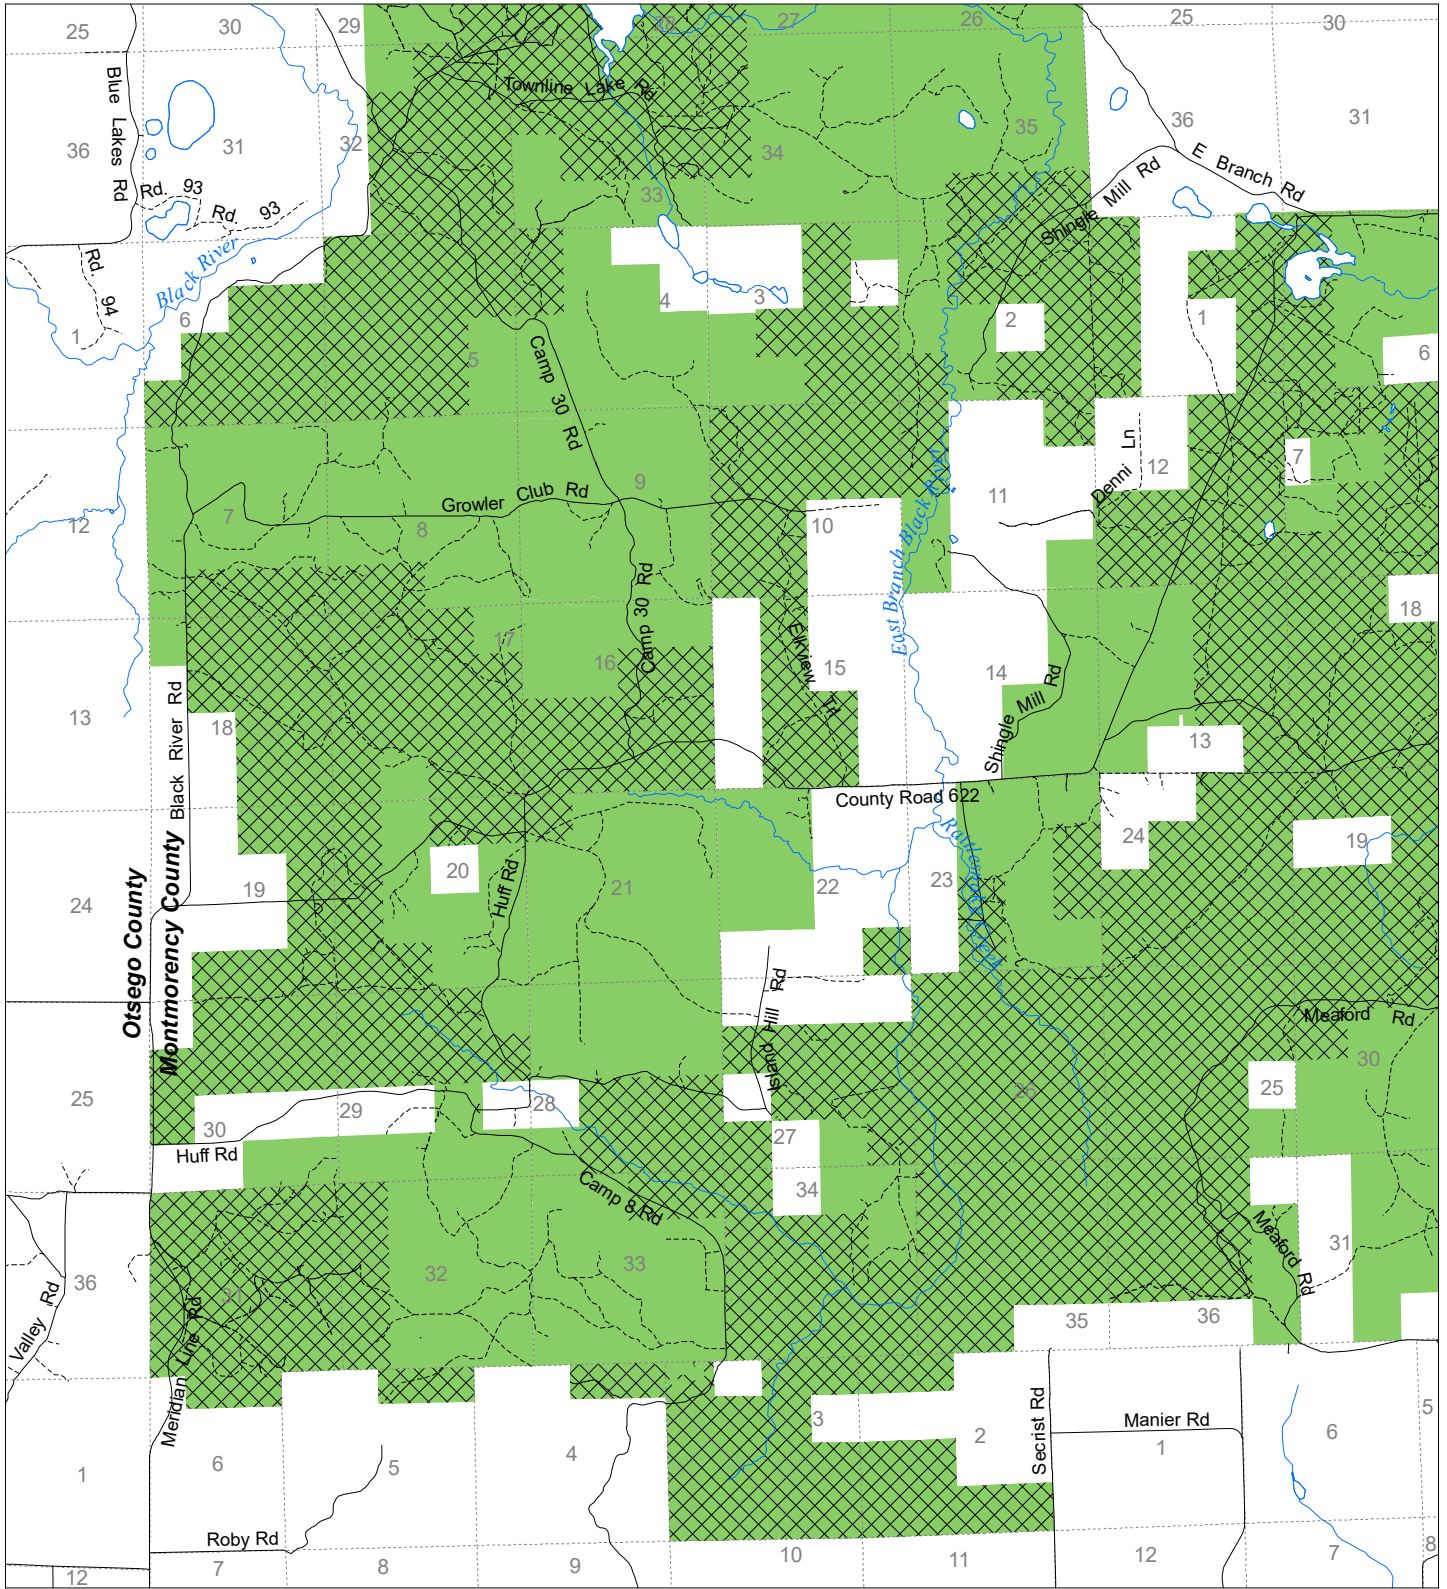 25
30
29
28
27
26
25
30
Blue Lakes Rd
Townline Lake Rd
36
31
32
34
35
36
31
Rd. 93
Rd. 93
33
E Branch Rd
Shingle Mill Rd
Black River
Rd. 94
1
6
5
4
3
2
1
6
Camp 30 Rd
7
8
9
10
11
12
7
Growler Club Rd
Denni Ln
12
East Branch Black River
Camp 30 Rd
Elkview Trl
17
16
15
14
18
13
18
13
Black River Rd
Shingle Mill Rd
County Road 622
Rattlesnake Creek
24
19
20
21
22
23
24
19
Huff Rd
Otsego County
Montmorency County
Island Hill Rd
Meaford Rd
25
30
29
28
27
26
25
30
Huff Rd
Camp 8 Rd
34
Meaford Rd
36
31
32
33
35
36
31
Valley Rd
Meridian Line Rd
Secrist Rd
Manier Rd
1
6
5
4
3
2
1
6
5
Roby Rd
12
7
8
9
10
11
12
7
8